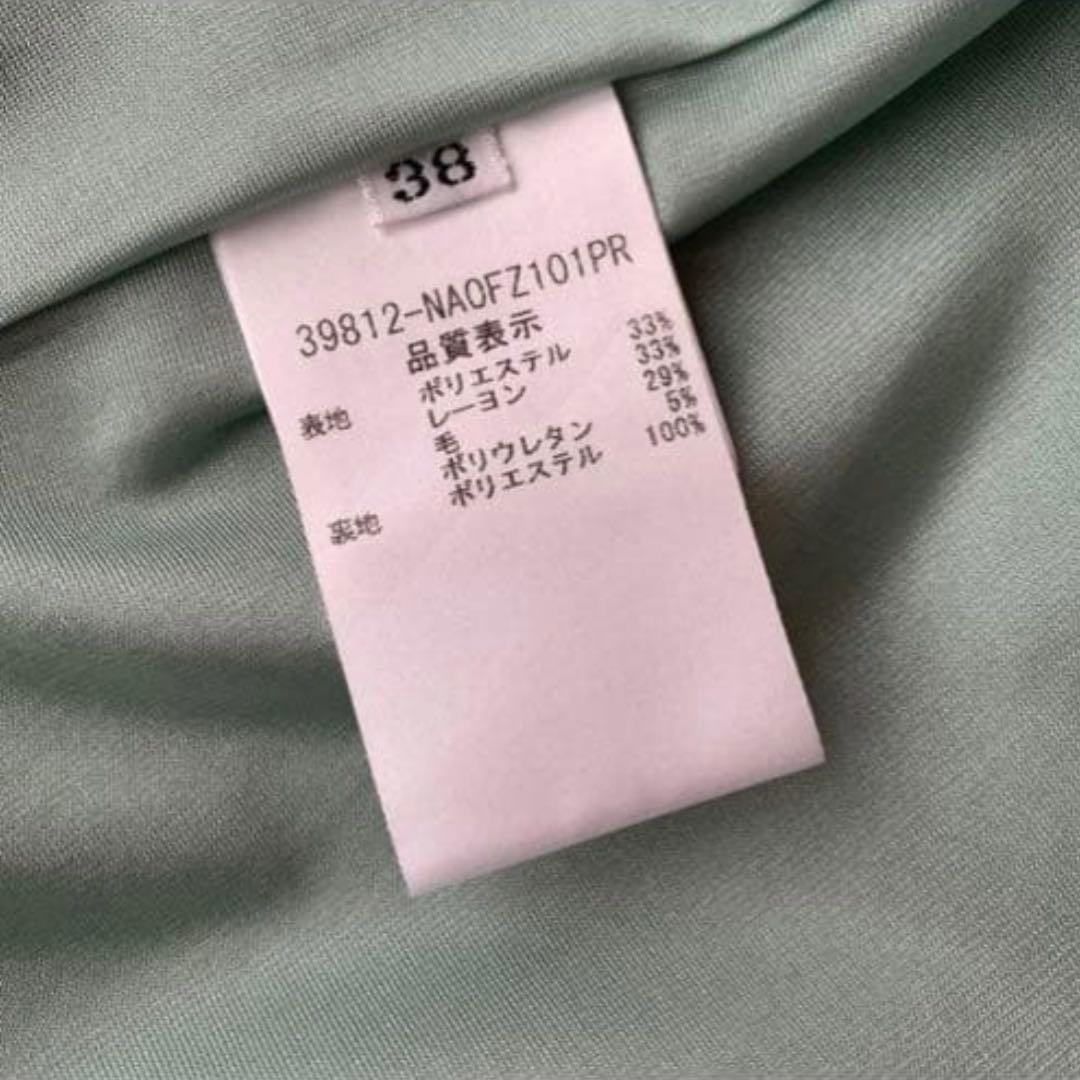 38
39812-NA0FZ101PR
品質表示
表地 ポリエステル 33%
レーヨン 33%
毛 29%
ポリウレタン 5%
裏地 ポリエステル 100%